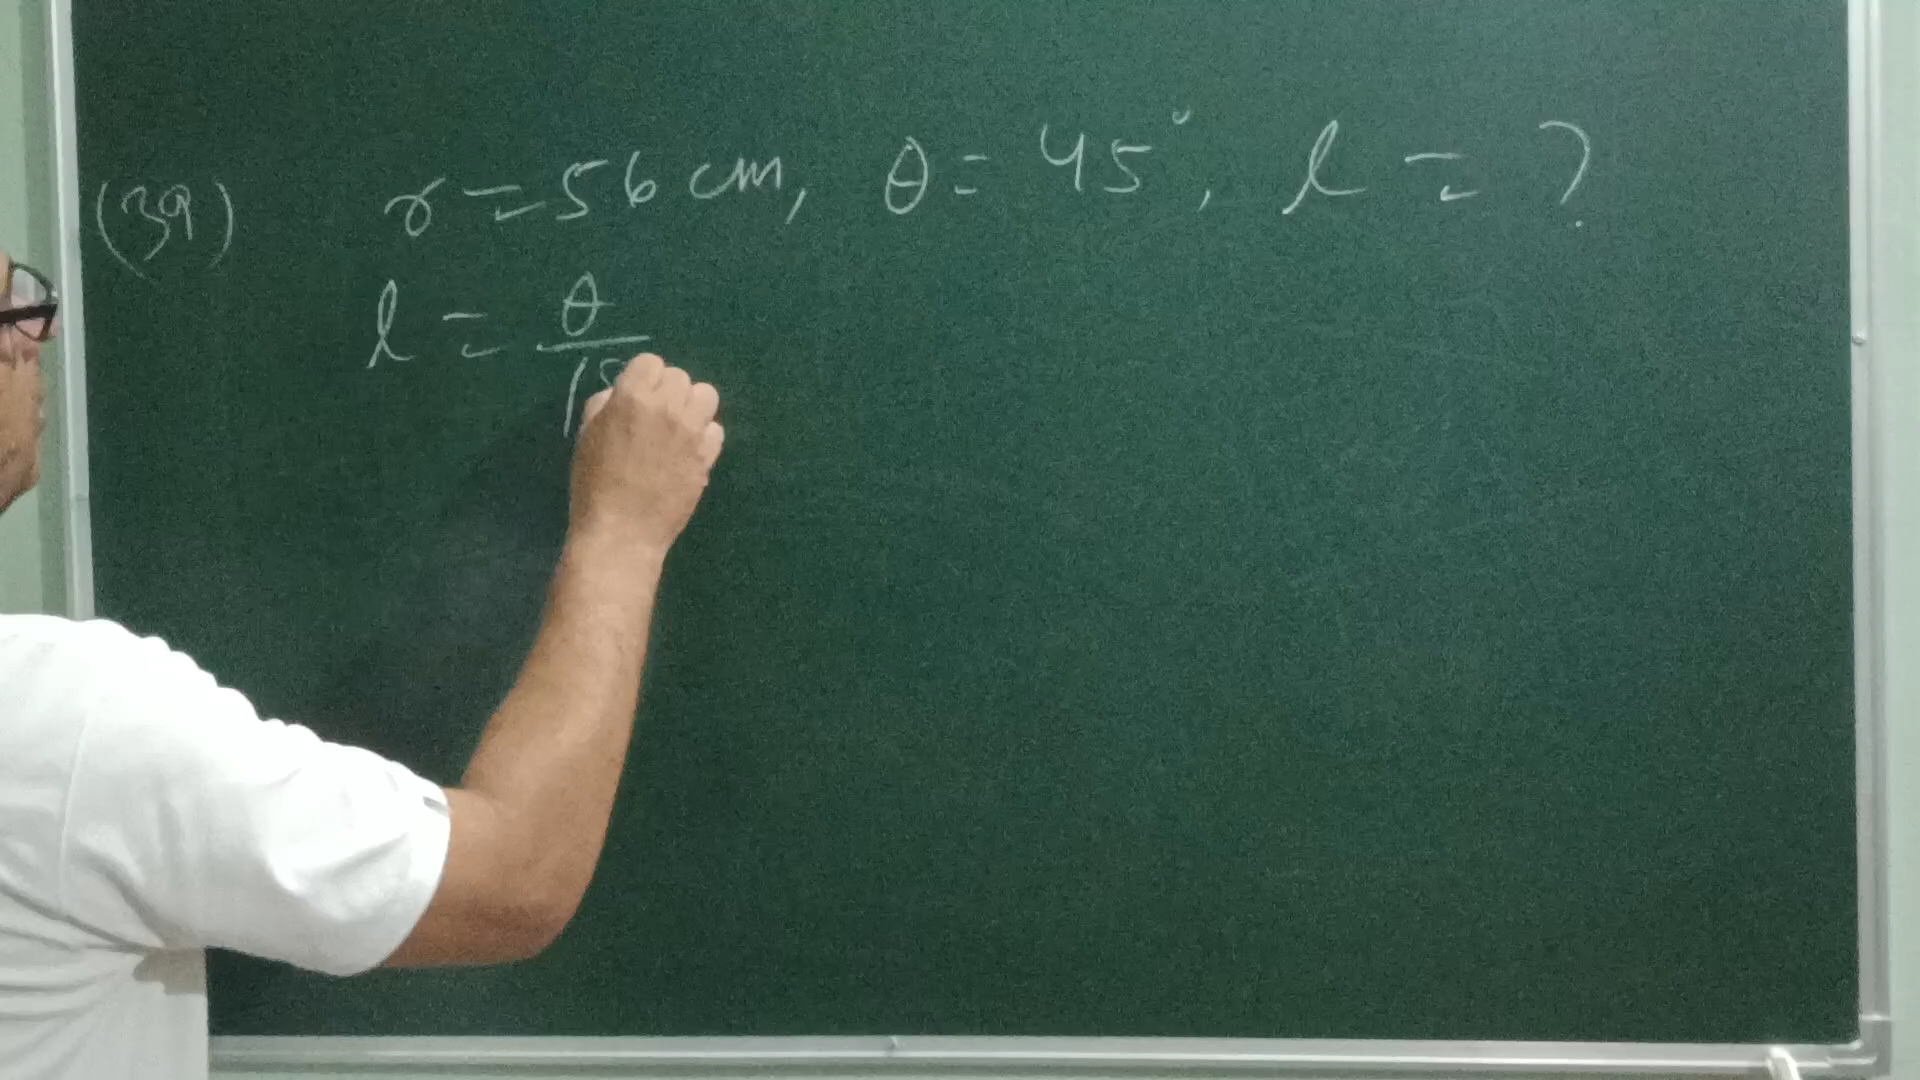 (39) r = 56 cm, θ = 45°, l = ?
l = θ/18